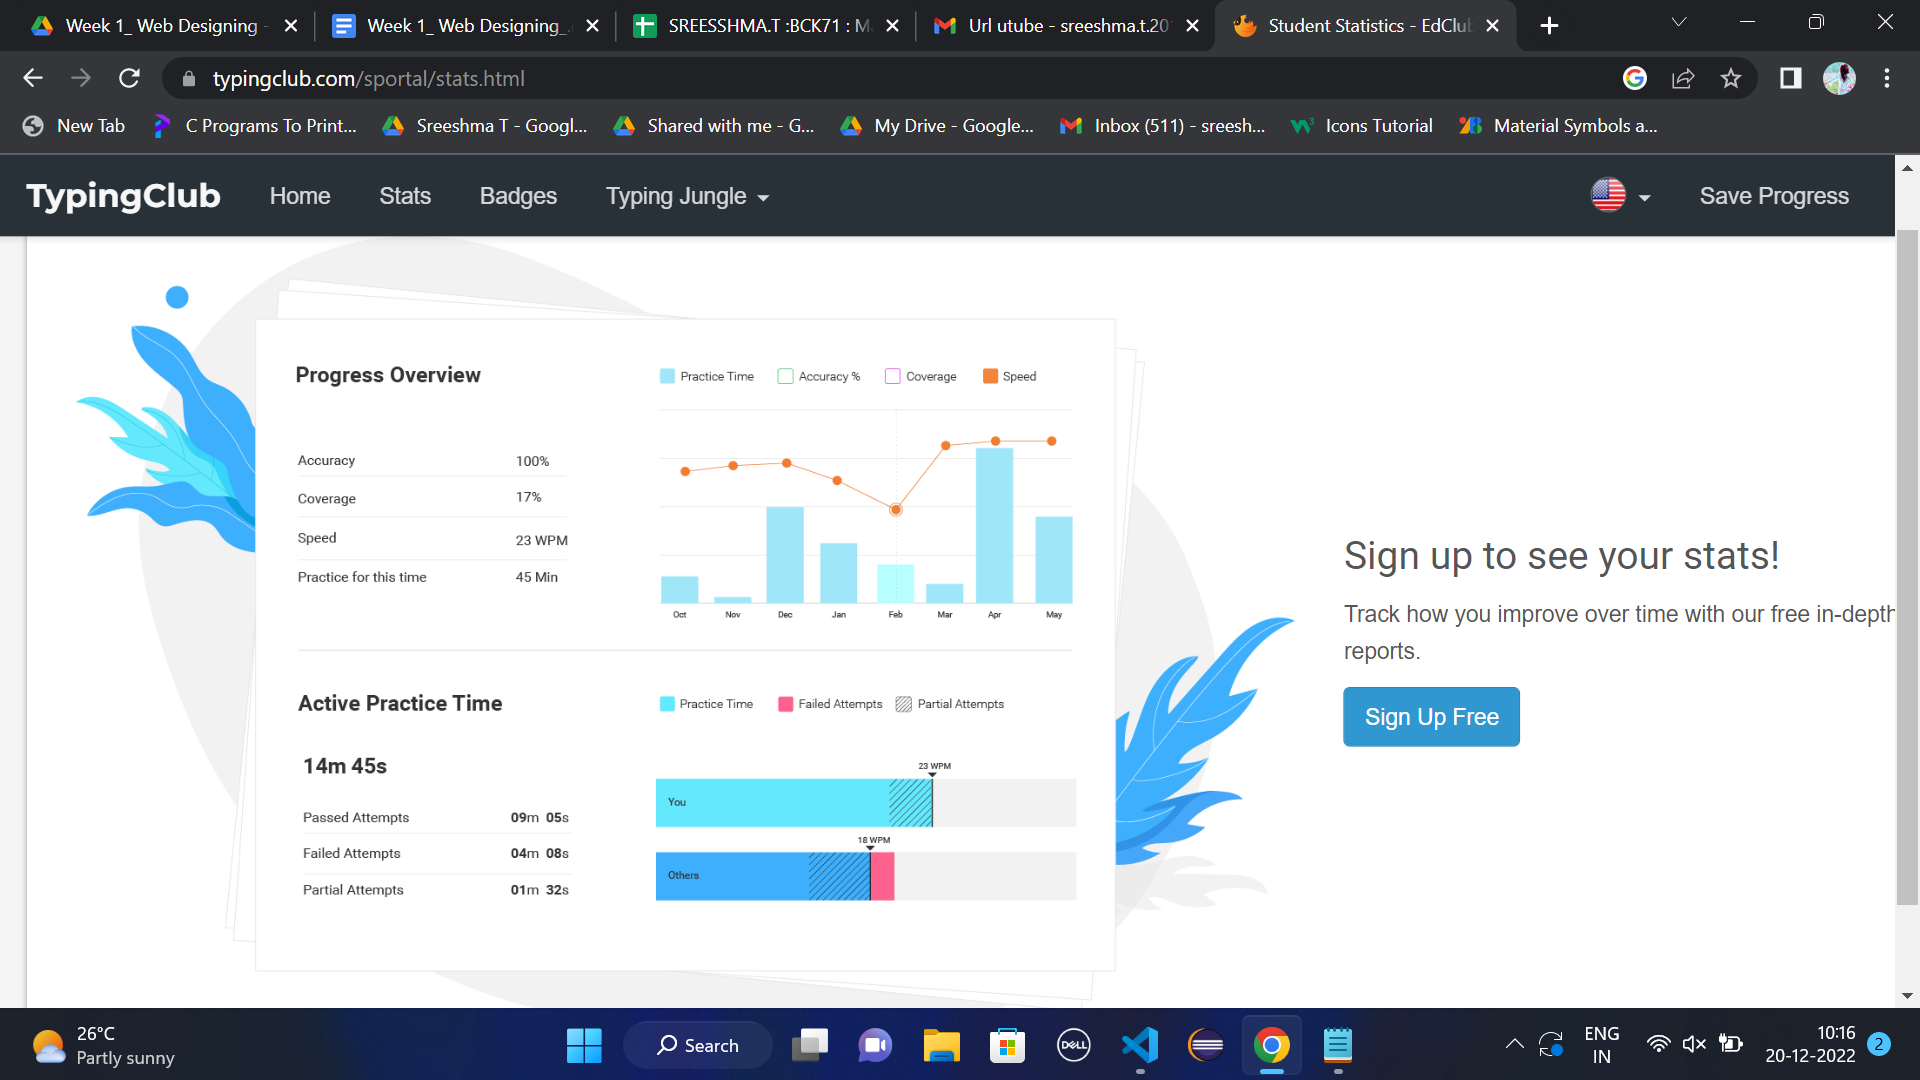 Week 1_ Web Designing -
Week 1_ Web Designing_.
SREESSHMA.T :BCK71 : Ma
Url utube - sreeshma.t.20
Student Statistics - EdClub
typingclub.com/sportal/stats.html
New Tab
C Programs To Print...
Sreeshma T - Googl...
Shared with me - G...
My Drive - Google...
Inbox (511) - sreesh...
Icons Tutorial
Material Symbols a...
TypingClub
Home
Stats
Badges
Typing Jungle
Save Progress
Progress Overview
Practice Time
Accuracy %
Coverage
Speed
Accuracy 100%
Coverage 17%
Speed 23 WPM
Practice for this time 45 Min
Oct Nov Dec Jan Feb Mar Apr May
Sign up to see your stats!
Track how you improve over time with our free in-depth
reports.
Sign Up Free
Active Practice Time
Practice Time
Failed Attempts
Partial Attempts
14m 45s
Passed Attempts 09m 05s
Failed Attempts 04m 08s
Partial Attempts 01m 32s
23 WPM
You
18 WPM
Others
26°C
Partly sunny
Search
DELL
ENG
IN
10:16
20-12-2022
2